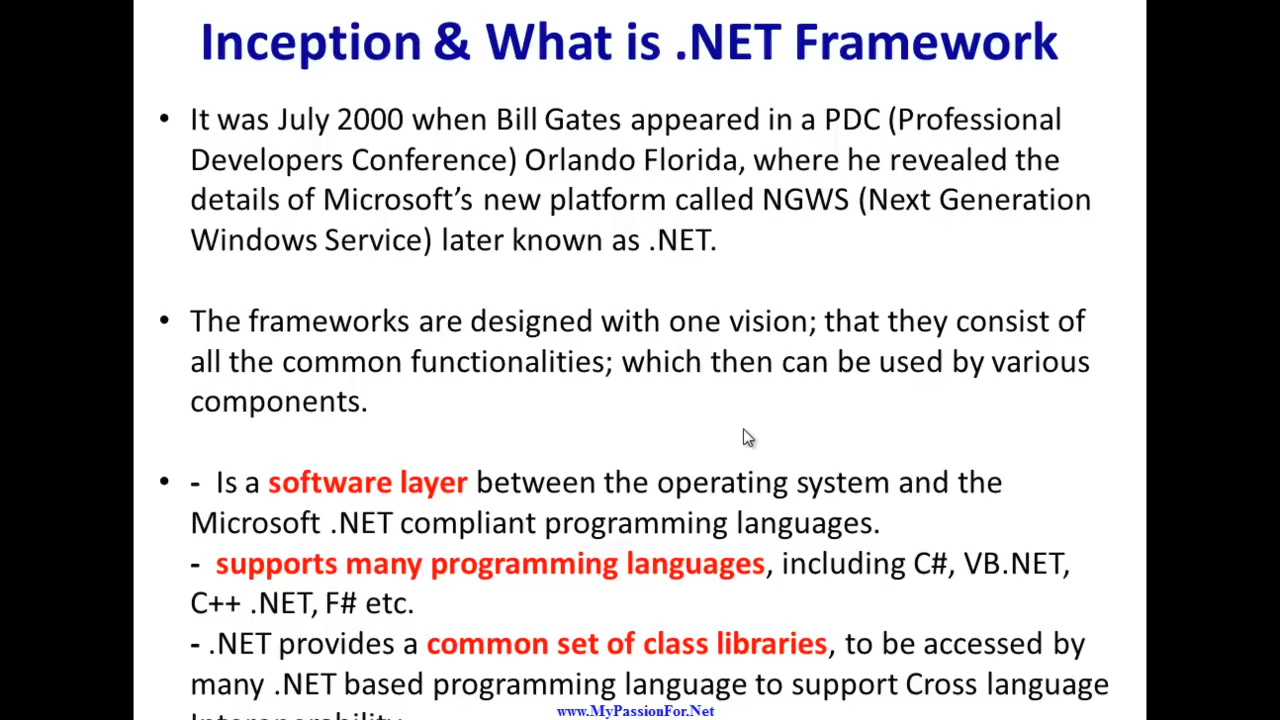 Inception & What is .NET Framework
• It was July 2000 when Bill Gates appeared in a PDC (Professional
Developers Conference) Orlando Florida, where he revealed the
details of Microsoft’s new platform called NGWS (Next Generation
Windows Service) later known as .NET.
• The frameworks are designed with one vision; that they consist of
all the common functionalities; which then can be used by various
components.
• - Is a software layer between the operating system and the
Microsoft .NET compliant programming languages.
- supports many programming languages, including C#, VB.NET,
C++ .NET, F# etc.
- .NET provides a common set of class libraries, to be accessed by
many .NET based programming language to support Cross language
Interoperability
www.MyPassionFor.Net